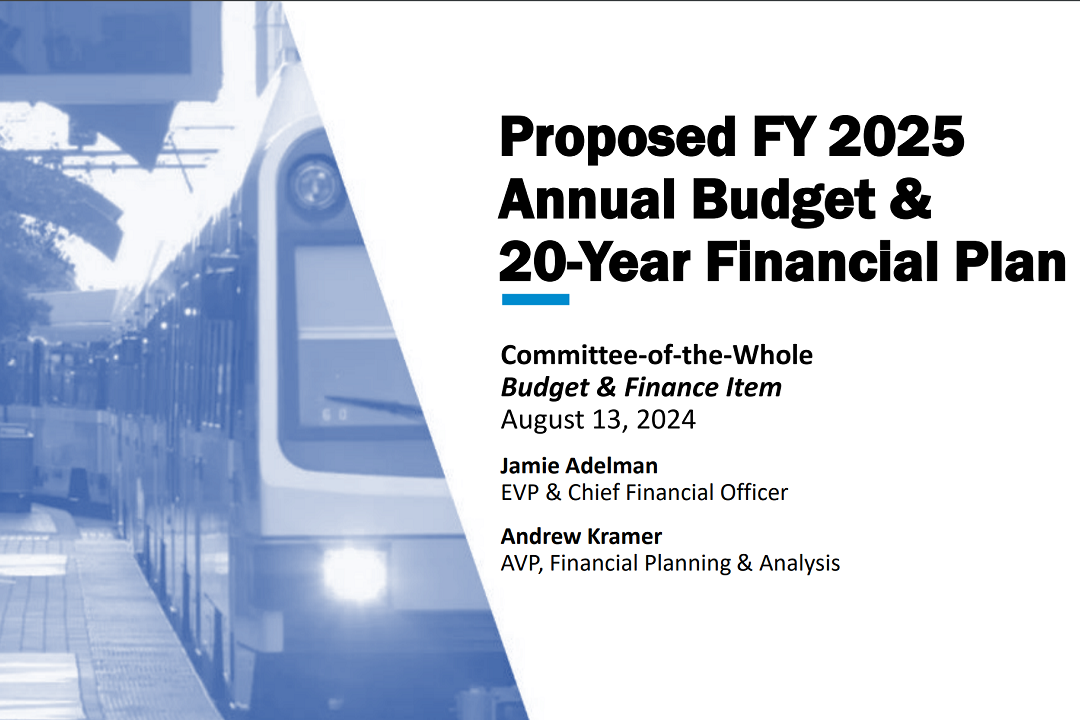 Proposed FY 2025
Annual Budget &
20-Year Financial Plan
Committee-of-the-Whole
Budget & Finance Item
August 13, 2024
Jamie Adelman
EVP & Chief Financial Officer
Andrew Kramer
AVP, Financial Planning & Analysis